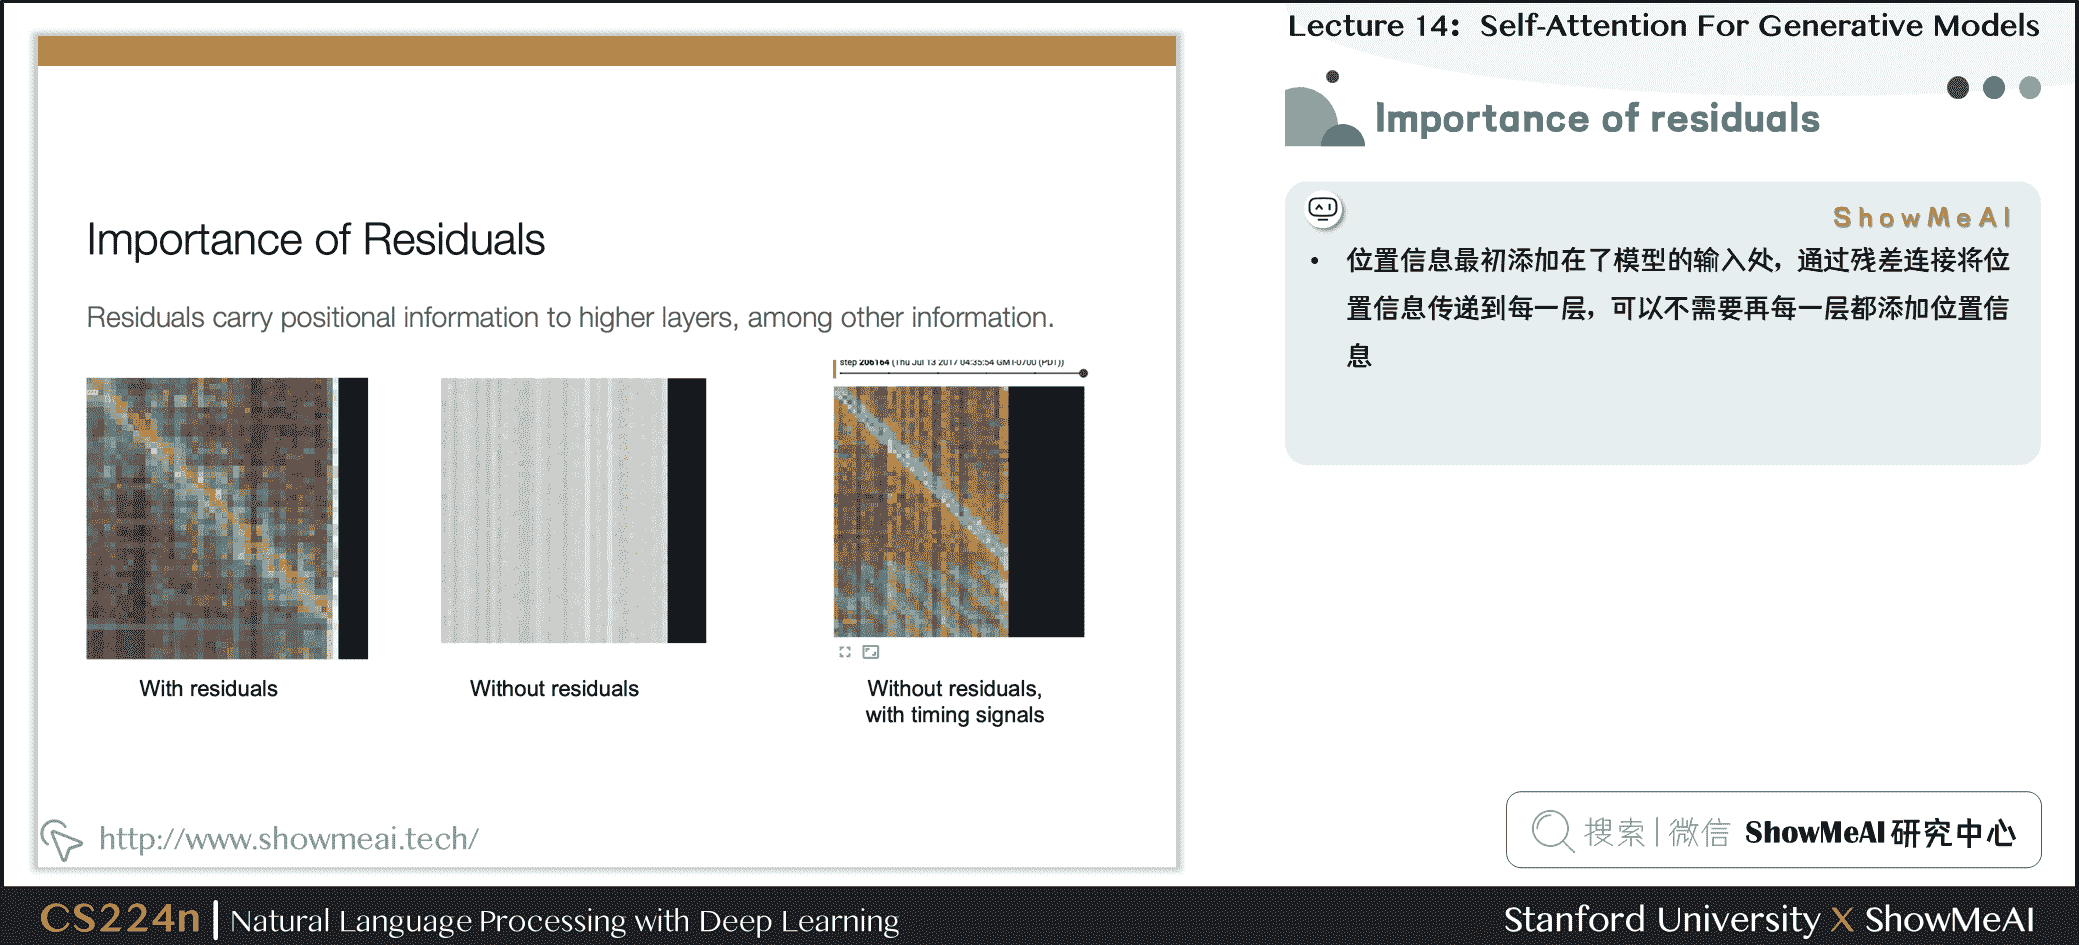 Lecture 14: Self-Attention For Generative Models
Importance of residuals
ShowMeAI
• 位置信息最初添加在了模型的输入处，通过残差连接将位
置信息传递到每一层，可以不需要再每一层都添加位置信
息
Importance of Residuals
Residuals carry positional information to higher layers, among other information.
step 206164 (Thu Jul 13 2017 04:35:54 GMT-0700 (PDT))
With residuals
Without residuals
Without residuals,
with timing signals
http://www.showmeai.tech/
搜索 | 微信 ShowMeAI 研究中心
CS224n | Natural Language Processing with Deep Learning
Stanford University X ShowMeAI